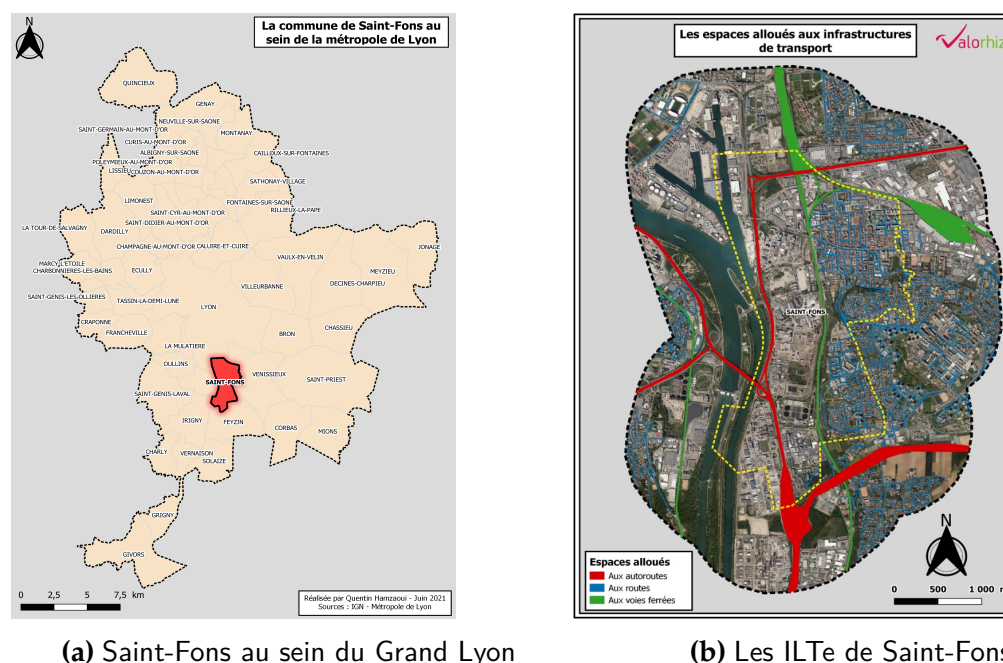 La commune de Saint-Fons au
sein de la métropole de Lyon
N
QUINCIEUX
GENAY
NEUVILLE-SUR-SAONE
SAINT-GERMAIN-AU-MONT-D'OR
MONTANAY
CURIS-AU-MONT-D'OR
ALBIGNY-SUR-SAONE
CAILLOUX-SUR-FONTAINES
POLEYMIEUX-AU-MONT-D'OR
LISSIEU
COUZON-AU-MONT-D'OR
SATHONAY-VILLAGE
LIMONEST
FONTAINES-SUR-SAONE
SAINT-CYR-AU-MONT-D'OR
RILLIEUX-LA-PAPE
SAINT-DIDIER-AU-MONT-D'OR
LA-TOUR-DE-SALVAGNY
DARDILLY
CHAMPAGNE-AU-MONT-D'OR
CALUIRE-ET-CUIRE
JONAGE
VAULX-EN-VELIN
MARCY-L'ETOILE
CHARBONNIERES-LES-BAINS
ECULLY
MEYZIEU
DECINES-CHARPIEU
VILLEURBANNE
SAINT-GENIS-LES-OLLIERES
TASSIN-LA-DEMI-LUNE
LYON
CRAPONNE
FRANCHEVILLE
CHASSIEU
BRON
LA MULATIERE
OULLINS
VENISSIEUX
SAINT-PRIEST
SAINT-FONS
SAINT-GENIS-LAVAL
IRIGNY
FEYZIN
CORBAS
MIONS
CHARLY
VERNAISON
SOLAIZE
GRIGNY
GIVORS
0 2,5 5 7,5 km
Réalisée par Quentin Hamzaoui - Juin 2021
Sources : IGN - Métropole de Lyon
(a) Saint-Fons au sein du Grand Lyon
Les espaces alloués aux infrastructures
de transport
Valorhiz
SAINT-FONS
Espaces alloués
Aux autoroutes
Aux routes
Aux voies ferrées
N
0 500 1 000 m
(b) Les ILTe de Saint-Fons